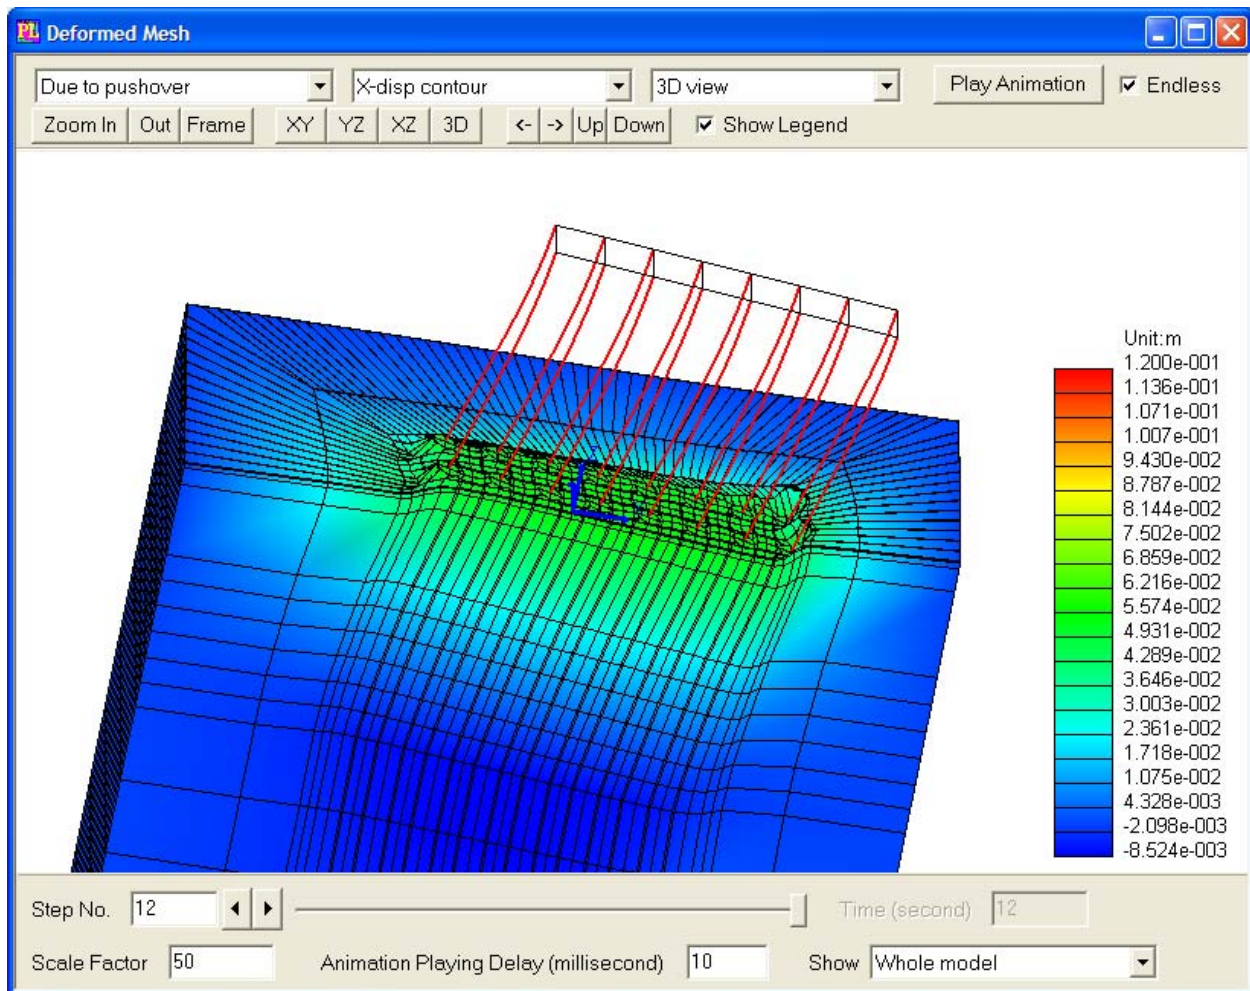 PL Deformed Mesh
Due to pushover X-disp contour 3D view Play Animation Endless
Zoom In Out Frame XY YZ XZ 3D <- -> Up Down Show Legend
Unit:m
1.200e-001
1.136e-001
1.071e-001
1.007e-001
9.430e-002
8.787e-002
8.144e-002
7.502e-002
6.859e-002
6.216e-002
5.574e-002
4.931e-002
4.289e-002
3.646e-002
3.003e-002
2.361e-002
1.718e-002
1.075e-002
4.328e-003
-2.098e-003
-8.524e-003
Step No. 12 Time (second) 12
Scale Factor 50 Animation Playing Delay (millisecond) 10 Show Whole model